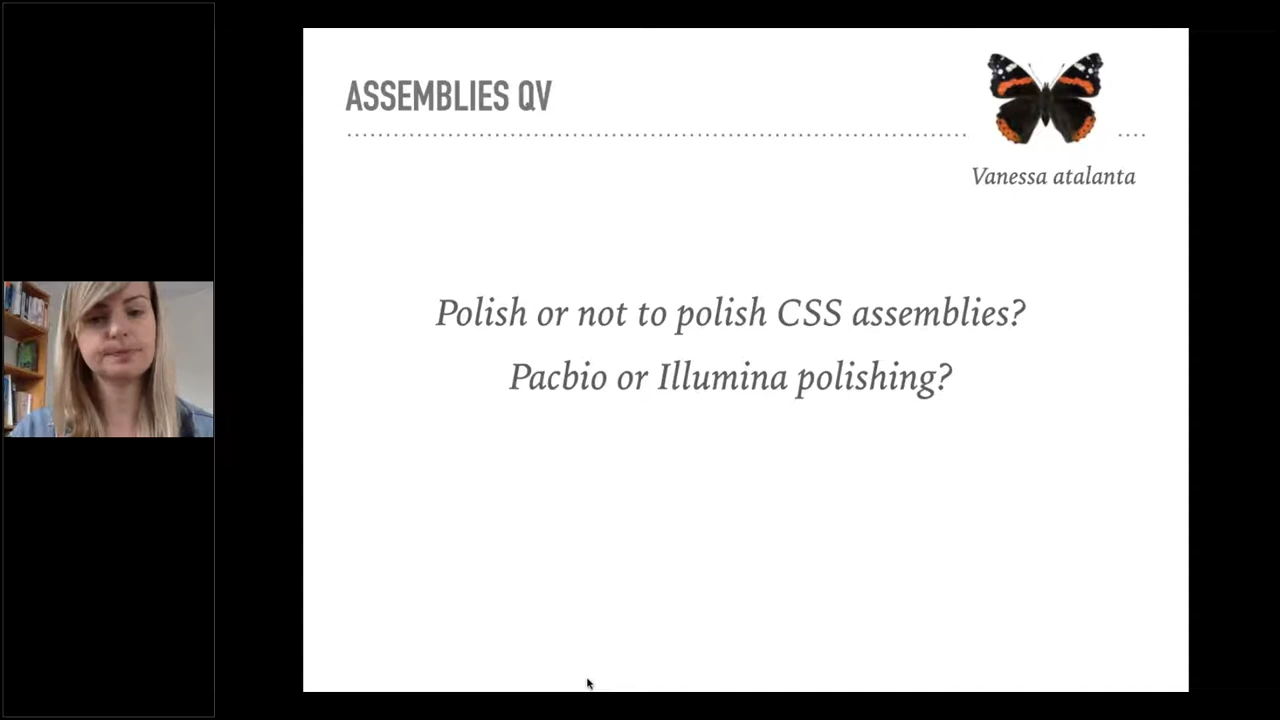 ASSEMBLIES QV
Vanessa atalanta
Polish or not to polish CSS assemblies?
Pacbio or Illumina polishing?